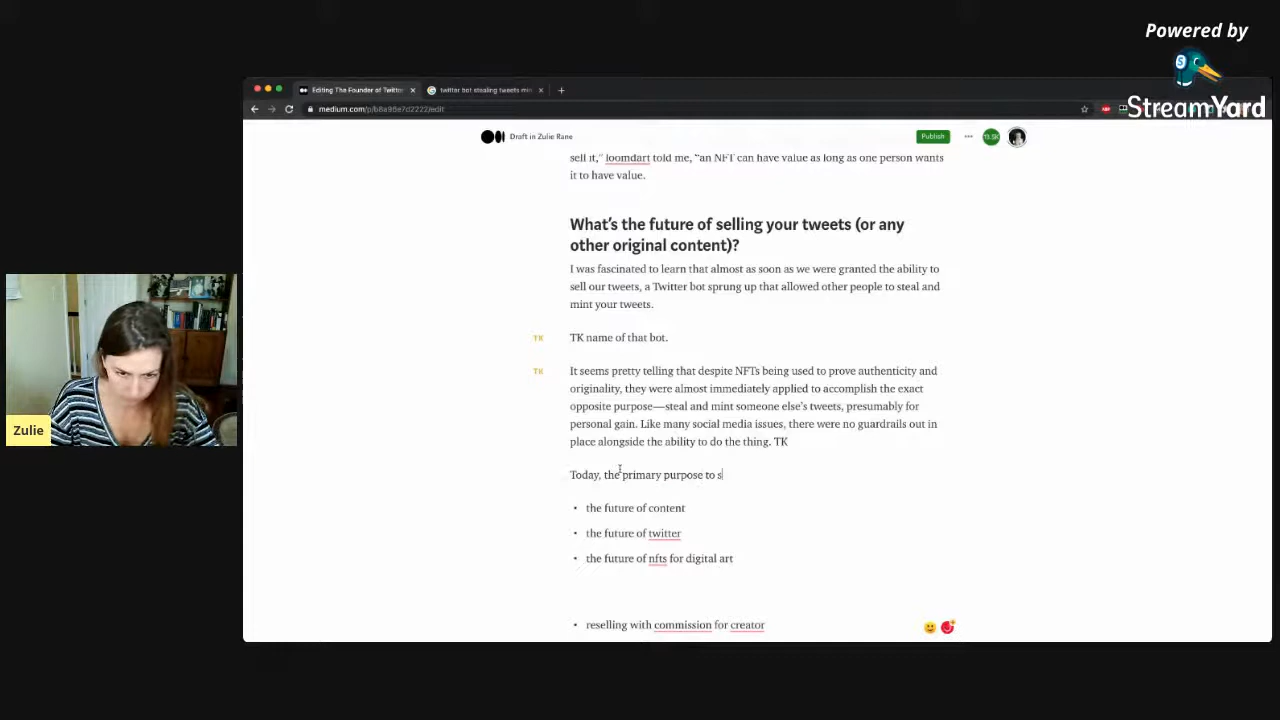 Powered by
StreamYard
Editing The Founder of Twitter
twitter bot stealing tweets min
medium.com/p/b8a98e7d2222/edit
Draft in Zulie Rane
Publish
sell it," loomdart told me, "an NFT can have value as long as one person wants
it to have value.
What's the future of selling your tweets (or any
other original content)?
I was fascinated to learn that almost as soon as we were granted the ability to
sell our tweets, a Twitter bot sprung up that allowed other people to steal and
mint your tweets.
TK
TK name of that bot.
TK
It seems pretty telling that despite NFTs being used to prove authenticity and
originality, they were almost immediately applied to accomplish the exact
opposite purpose—steal and mint someone else's tweets, presumably for
personal gain. Like many social media issues, there were no guardrails out in
place alongside the ability to do the thing. TK
Today, the primary purpose to s
• the future of content
• the future of twitter
• the future of nfts for digital art
• reselling with commission for creator
Zulie